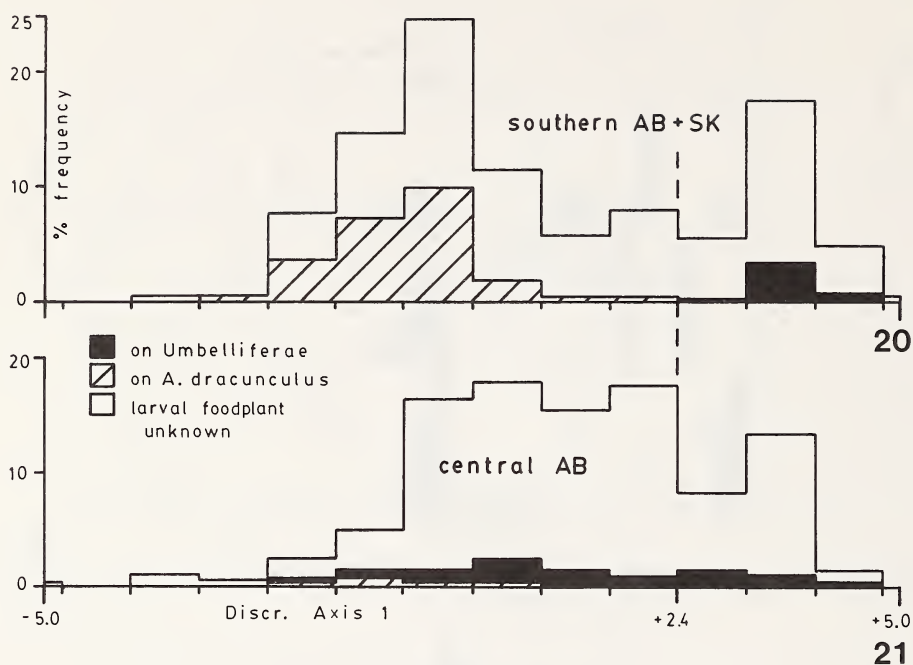 25
20
10
0
% frequency
southern AB+SK
20
on Umbelliferae
on A. dracunculus
larval foodplant
unknown
20
10
0
central AB
-5.0
Discr. Axis 1
+2.4
+5.0
21